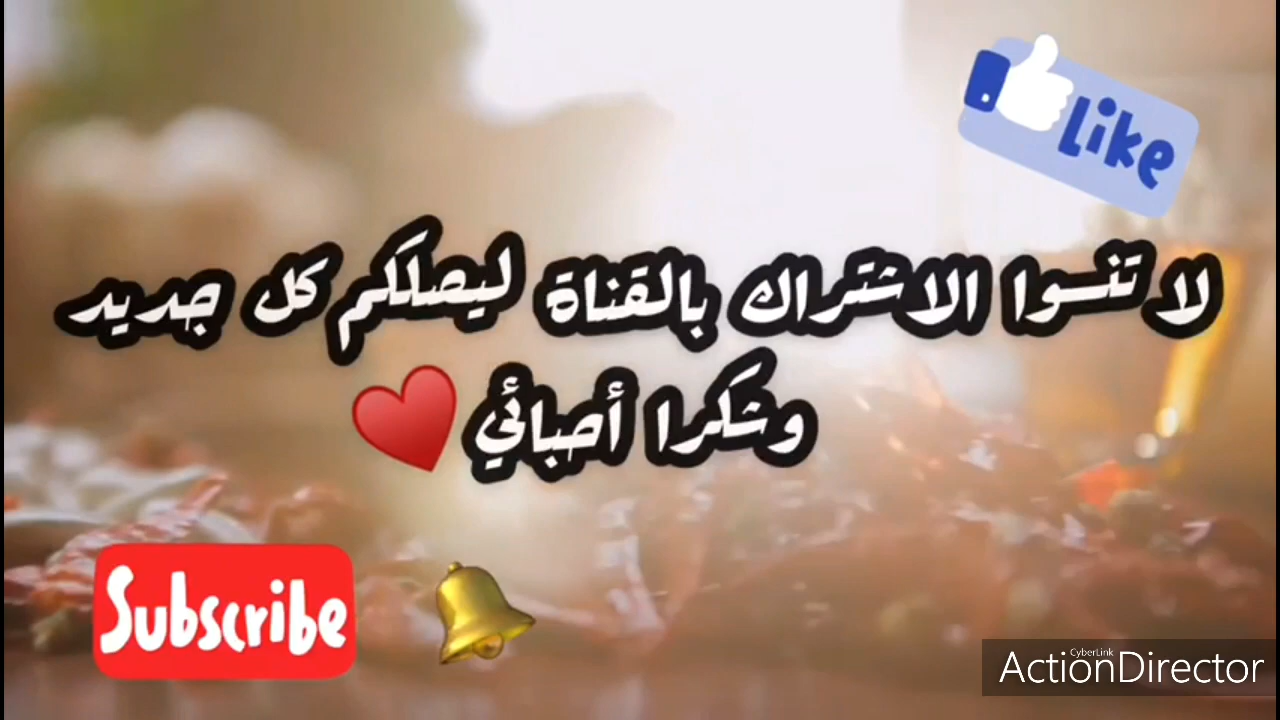 Like
لا تنسوا الاشتراك بالقناة ليصلكم كل جديد
وشكرا أحبائي
Subscribe
CyberLink
ActionDirector